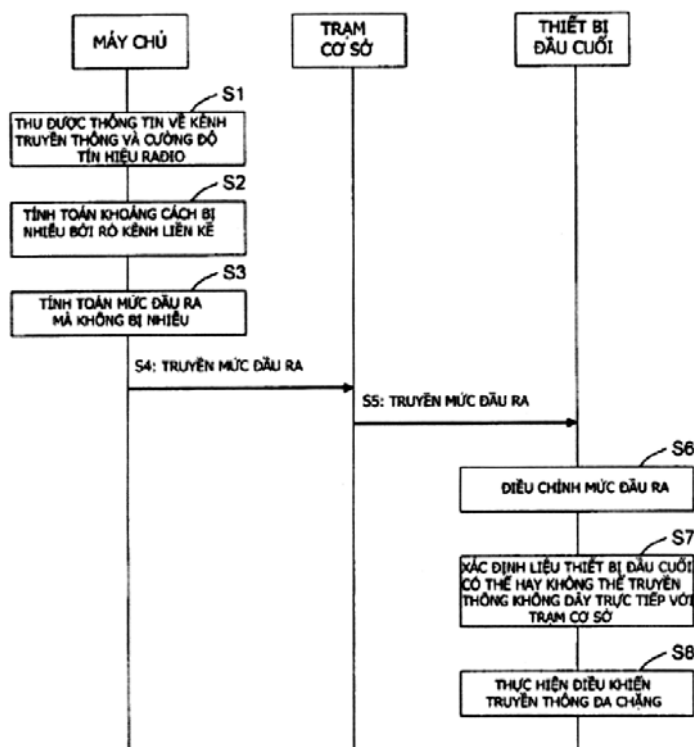 MÁY CHỦ
TRẠM
CƠ SỞ
THIẾT BỊ
ĐẦU CUỐI
S1
THU ĐƯỢC THÔNG TIN VỀ KÊNH
TRUYỀN THÔNG VÀ CƯỜNG ĐỘ
TÍN HIỆU RADIO
S2
TÍNH TOÁN KHOẢNG CÁCH BỊ
NHIỄU BỞI RÒ KÊNH LIỀN KỀ
S3
TÍNH TOÁN MỨC ĐẦU RA
MÀ KHÔNG BỊ NHIỄU
S4: TRUYỀN MỨC ĐẦU RA
S5: TRUYỀN MỨC ĐẦU RA
S6
ĐIỀU CHỈNH MỨC ĐẦU RA
S7
XÁC ĐỊNH LIỆU THIẾT BỊ ĐẦU CUỐI
CÓ THỂ HAY KHÔNG THỂ TRUYỀN
THÔNG KHÔNG DÂY TRỰC TIẾP VỚI
TRẠM CƠ SỞ
S8
THỰC HIỆN ĐIỀU KHIỂN
TRUYỀN THÔNG ĐA CHẶNG